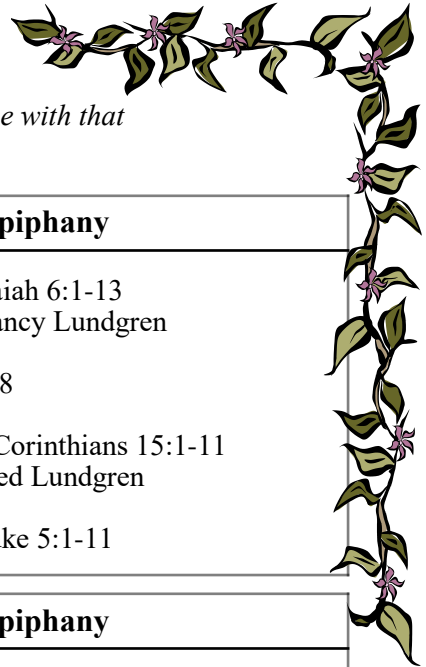 e with that
piphany
iah 6:1-13
ancy Lundgren
8
Corinthians 15:1-11
ed Lundgren
ke 5:1-11
piphany